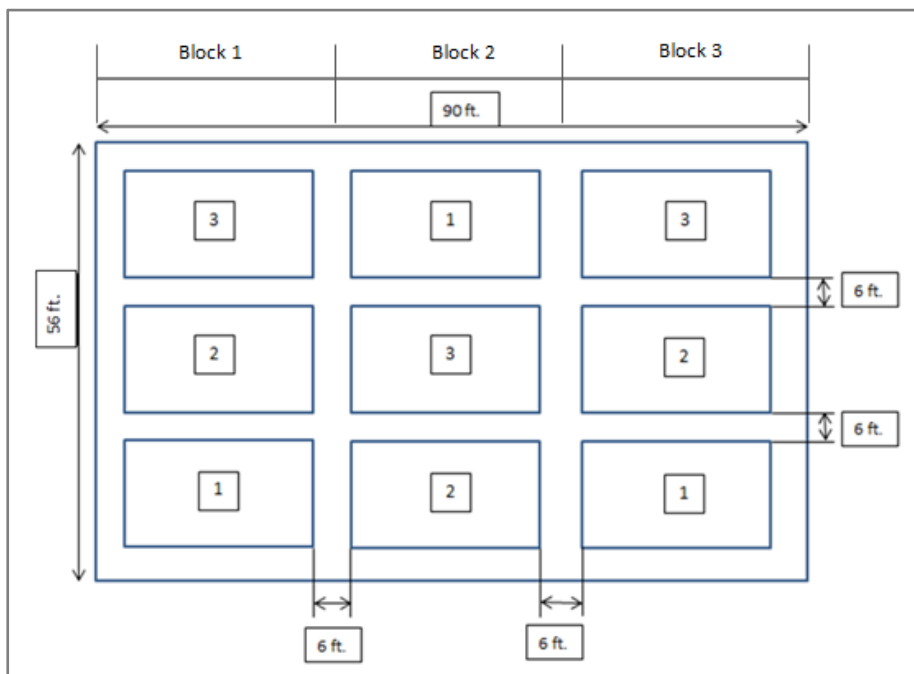 Block 1 Block 2 Block 3
90 ft.
3 1 3
6 ft.
56 ft.
2 3 2
6 ft.
1 2 1
6 ft. 6 ft.